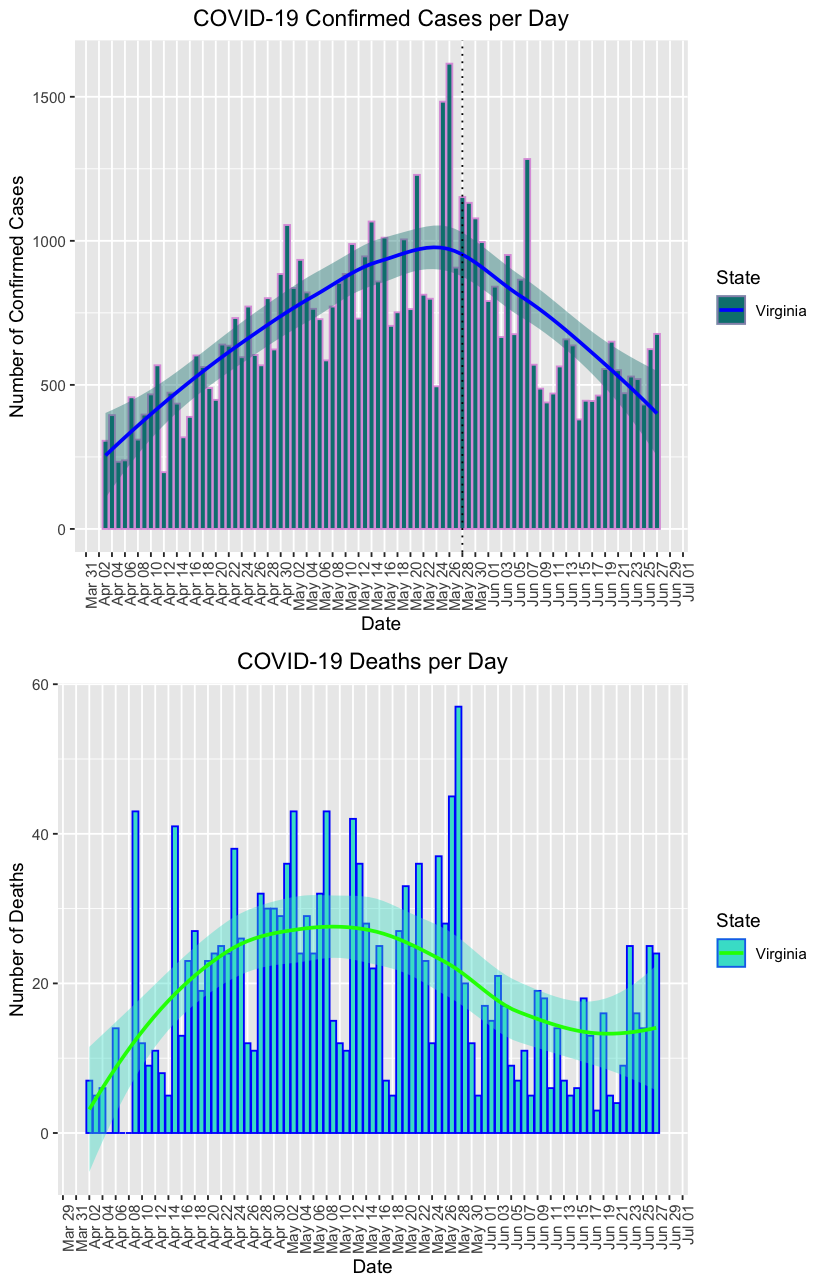 COVID-19 Confirmed Cases per Day
Number of Confirmed Cases
1500
1000
500
0
Mar 31
Apr 02
Apr 04
Apr 06
Apr 08
Apr 10
Apr 12
Apr 14
Apr 16
Apr 18
Apr 20
Apr 22
Apr 24
Apr 26
Apr 28
Apr 30
May 02
May 04
May 06
May 08
May 10
May 12
May 14
May 16
May 18
May 20
May 22
May 24
May 26
May 28
May 30
Jun 01
Jun 03
Jun 05
Jun 07
Jun 09
Jun 11
Jun 13
Jun 15
Jun 17
Jun 19
Jun 21
Jun 23
Jun 25
Jun 27
Jun 29
Jul 01
Date
State
Virginia
COVID-19 Deaths per Day
Number of Deaths
60
40
20
0
Mar 29
Mar 31
Apr 02
Apr 04
Apr 06
Apr 08
Apr 10
Apr 12
Apr 14
Apr 16
Apr 18
Apr 20
Apr 22
Apr 24
Apr 26
Apr 28
Apr 30
May 02
May 04
May 06
May 08
May 10
May 12
May 14
May 16
May 18
May 20
May 22
May 24
May 26
May 28
May 30
Jun 01
Jun 03
Jun 05
Jun 07
Jun 09
Jun 11
Jun 13
Jun 15
Jun 17
Jun 19
Jun 21
Jun 23
Jun 25
Jun 27
Jun 29
Jul 01
Date
State
Virginia